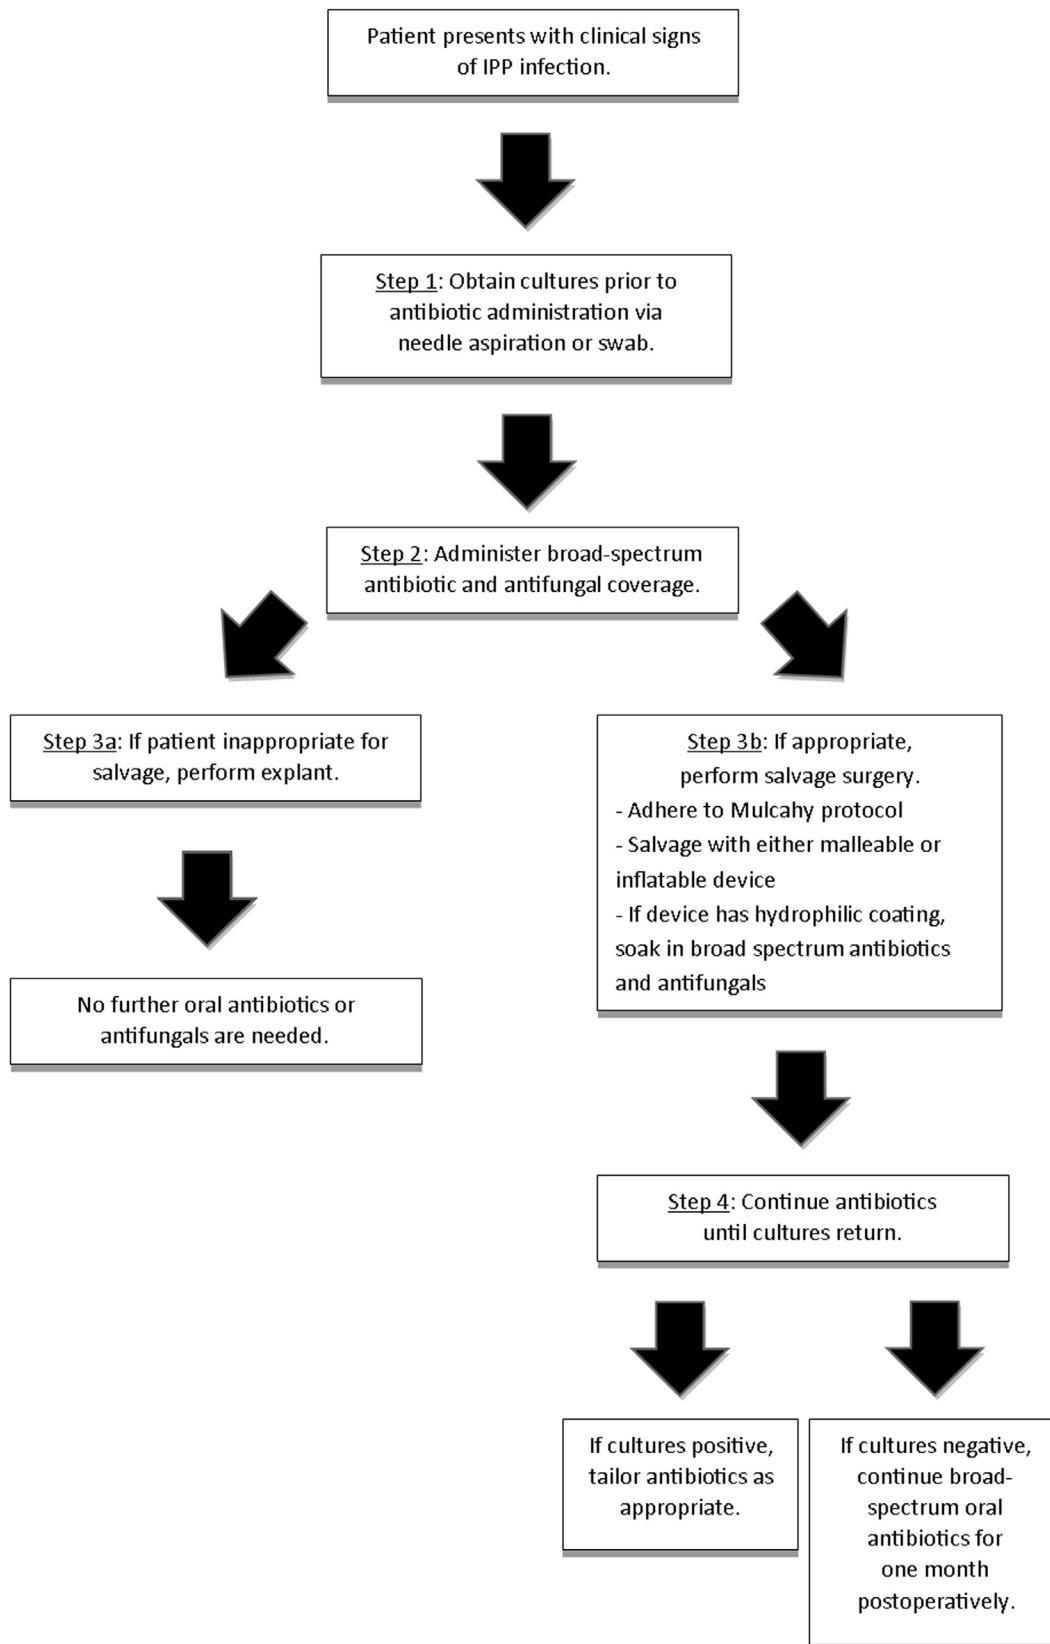 Patient presents with clinical signs
of IPP infection.
Step 1: Obtain cultures prior to
antibiotic administration via
needle aspiration or swab.
Step 2: Administer broad-spectrum
antibiotic and antifungal coverage.
Step 3a: If patient inappropriate for
salvage, perform explant.
No further oral antibiotics or
antifungals are needed.
Step 3b: If appropriate,
perform salvage surgery.
- Adhere to Mulcahy protocol
- Salvage with either malleable or
inflatable device
- If device has hydrophilic coating,
soak in broad spectrum antibiotics
and antifungals
Step 4: Continue antibiotics
until cultures return.
If cultures positive,
tailor antibiotics as
appropriate.
If cultures negative,
continue broad-
spectrum oral
antibiotics for
one month
postoperatively.